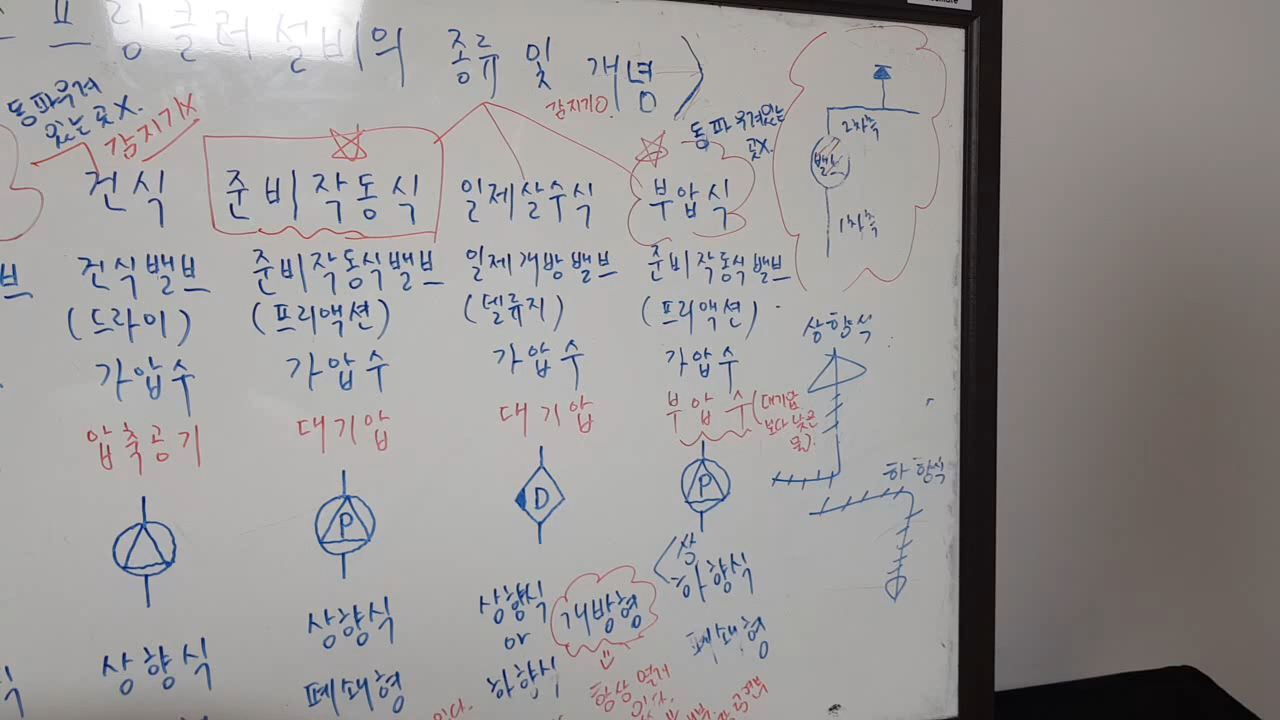 스프링클러설비의 종류 및 개념
동파우려
있는 곳X.
감지기X
감지기O.
동파우려있는
곳X.
2차측
밸브
1차측
건식 준비작동식 일제살수식 부압식
브 건식밸브 준비작동식밸브 일제개방밸브 준비작동식밸브
(드라이) (프리액션) (델류지) (프리액션)
상향식
가압수 가압수 가압수 가압수
압축공기 대기압 대기압 부압수 (대기압
보다 낮은
물).
하향식
P D P
상향식 상향식 상향식 개방형 상
하향식
or
폐쇄형 하향식 폐쇄형
항상 열려
있다.